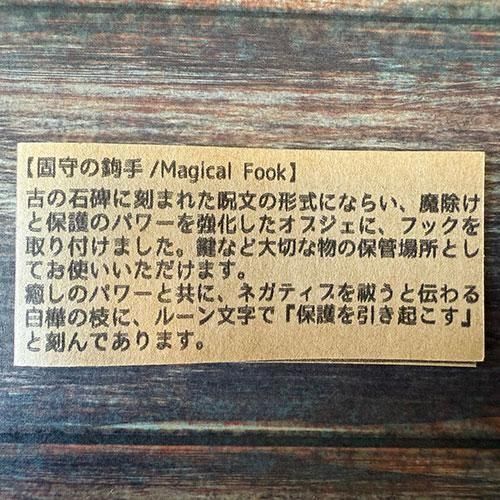 【固守の鉤手/Magical Fook】
古の石碑に刻まれた呪文の形式にならい、魔除け
と保護のパワーを強化したオブジェに、フックを
取り付けました。鍵など大切な物の保管場所とし
てお使いいただけます。
癒しのパワーと共に、ネガティブを祓うと伝わる
白樺の枝に、ルーン文字で『保護を引き起こす』
と刻んであります。